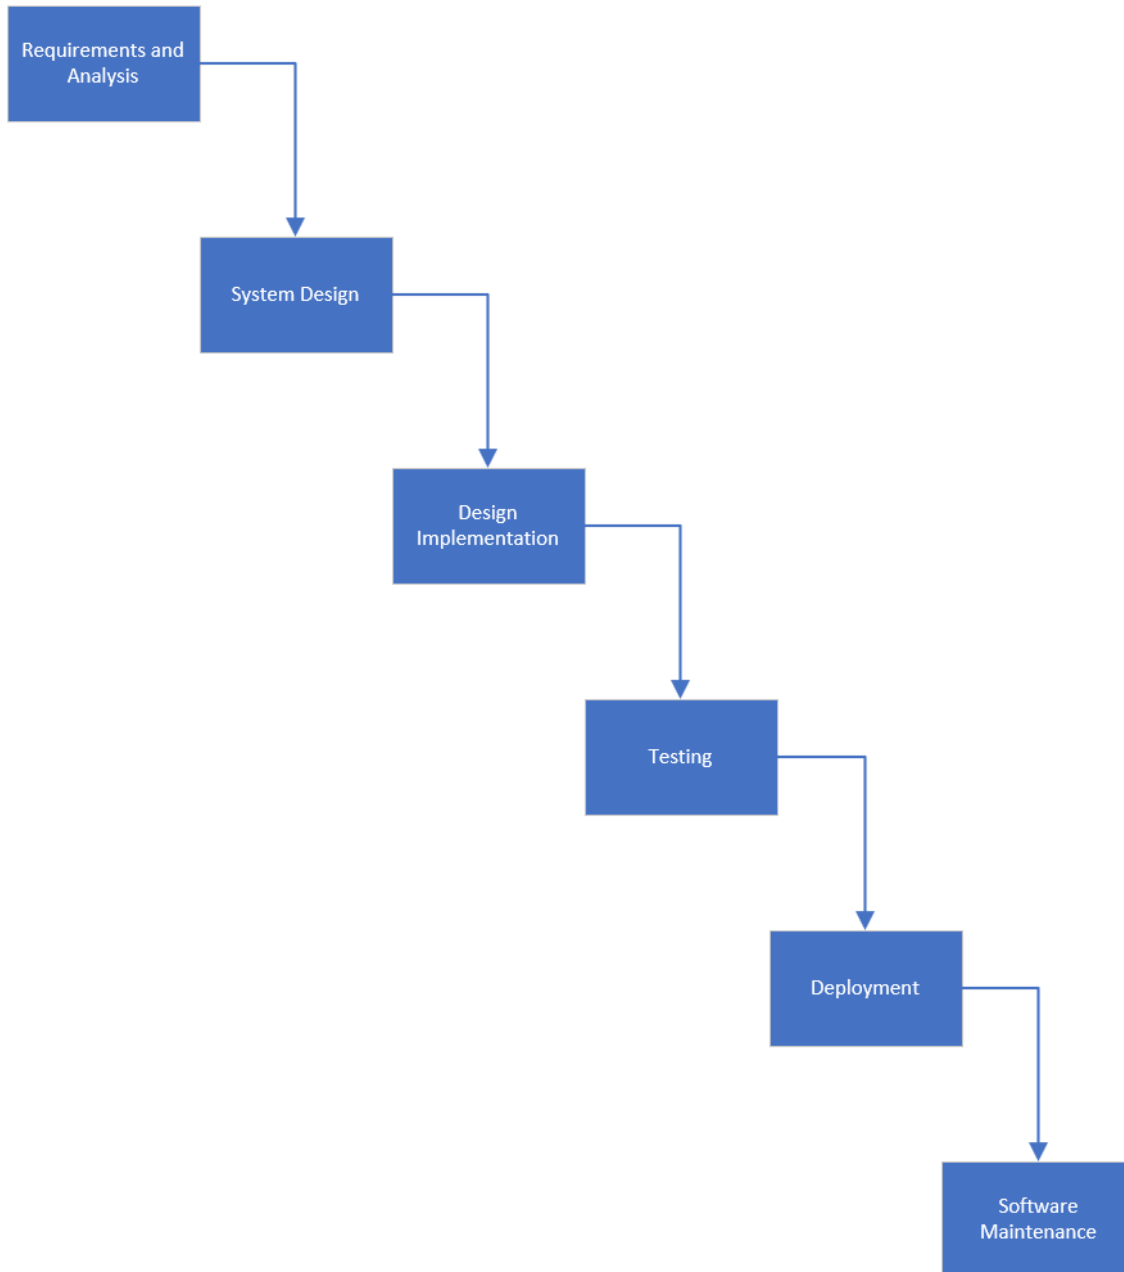 Requirements and
Analysis
System Design
Design
Implementation
Testing
Deployment
Software
Maintenance